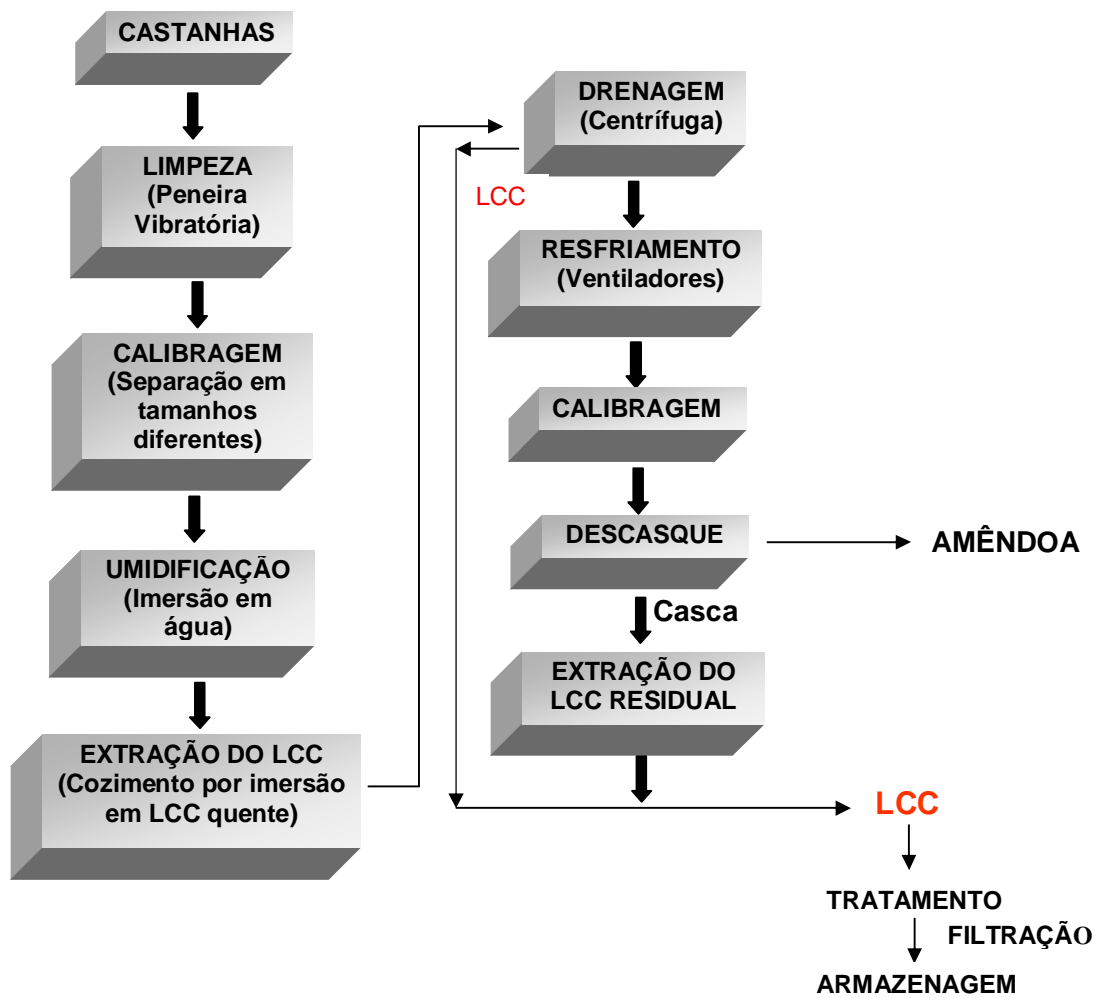 CASTANHAS
LIMPEZA
(Peneira
Vibratória)
CALIBRAGEM
(Separação em
tamanhos
diferentes)
UMIDIFICAÇÃO
(Imersão em
água)
EXTRAÇÃO DO LCC
(Cozimento por imersão
em LCC quente)
DRENAGEM
(Centrífuga)
LCC
RESFRIAMENTO
(Ventiladores)
CALIBRAGEM
DESCASQUE
AMÊNDOA
Casca
EXTRAÇÃO DO
LCC RESIDUAL
LCC
TRATAMENTO
FILTRAÇÃO
ARMAZENAGEM